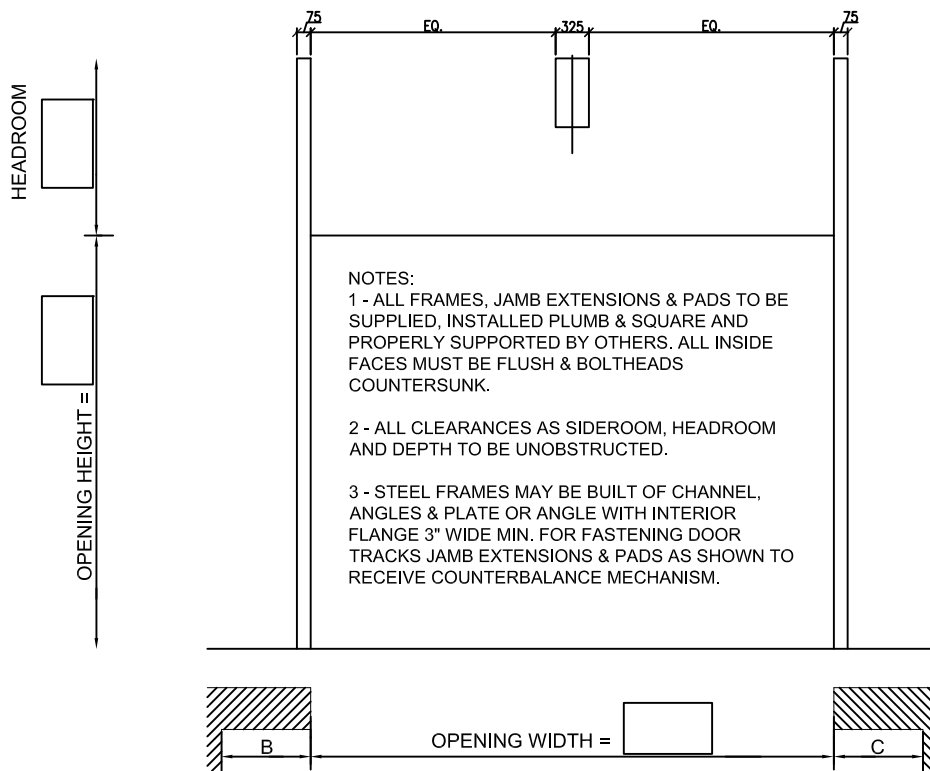 75
EQ.
325
EQ.
75
HEADROOM
OPENING HEIGHT =
NOTES:
1 - ALL FRAMES, JAMB EXTENSIONS & PADS TO BE
SUPPLIED, INSTALLED PLUMB & SQUARE AND
PROPERLY SUPPORTED BY OTHERS. ALL INSIDE
FACES MUST BE FLUSH & BOLTHEADS
COUNTERSUNK.
2 - ALL CLEARANCES AS SIDEROOM, HEADROOM
AND DEPTH TO BE UNOBSTRUCTED.
3 - STEEL FRAMES MAY BE BUILT OF CHANNEL,
ANGLES & PLATE OR ANGLE WITH INTERIOR
FLANGE 3" WIDE MIN. FOR FASTENING DOOR
TRACKS JAMB EXTENSIONS & PADS AS SHOWN TO
RECEIVE COUNTERBALANCE MECHANISM.
B
OPENING WIDTH =
C